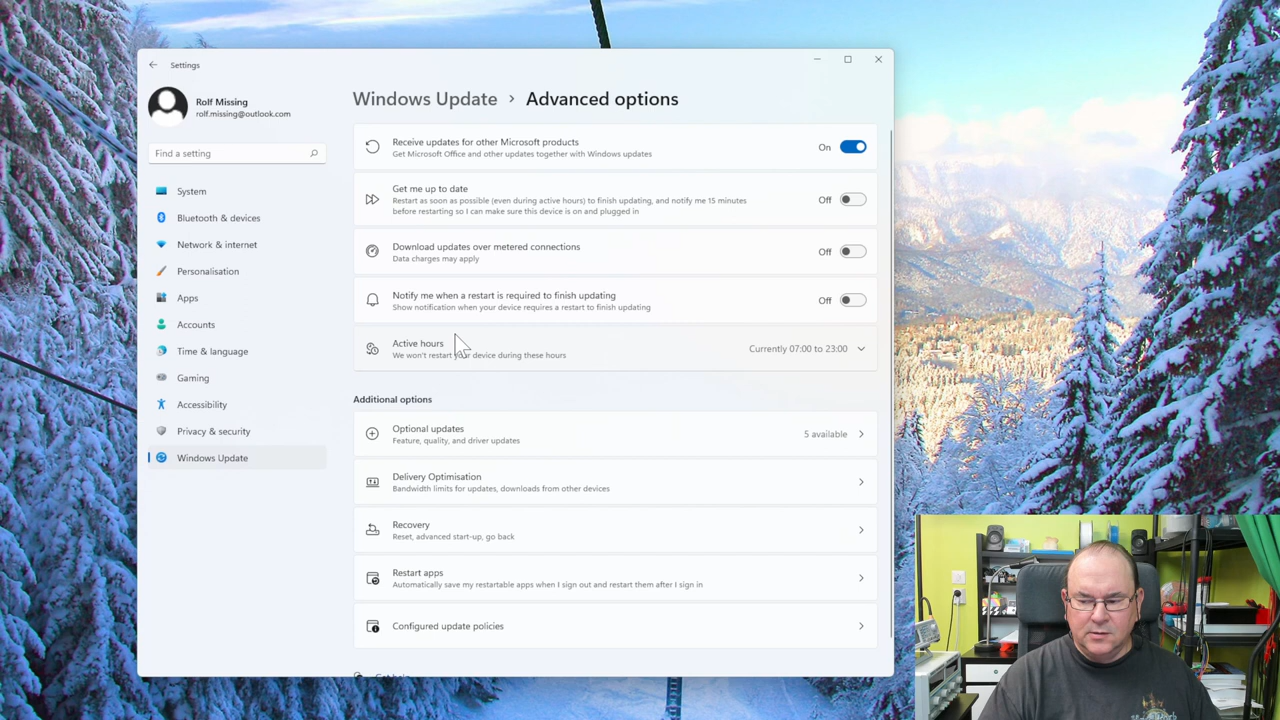 Settings
Rolf Missing
rolf.missing@outlook.com
Find a setting
System
Bluetooth & devices
Network & internet
Personalisation
Apps
Accounts
Time & language
Gaming
Accessibility
Privacy & security
Windows Update
Windows Update > Advanced options
Receive updates for other Microsoft products
Get Microsoft Office and other updates together with Windows updates
On
Get me up to date
Restart as soon as possible (even during active hours) to finish updating, and notify me 15 minutes
before restarting so I can make sure this device is on and plugged in
Off
Download updates over metered connections
Data charges may apply
Off
Notify me when a restart is required to finish updating
Show notification when your device requires a restart to finish updating
Off
Active hours
We won't restart your device during these hours
Currently 07:00 to 23:00
Additional options
Optional updates
Feature, quality, and driver updates
5 available
Delivery Optimisation
Bandwidth limits for updates, downloads from other devices
Recovery
Reset, advanced start-up, go back
Restart apps
Automatically save my restartable apps when I sign out and restart them after I sign in
Configured update policies
Get help